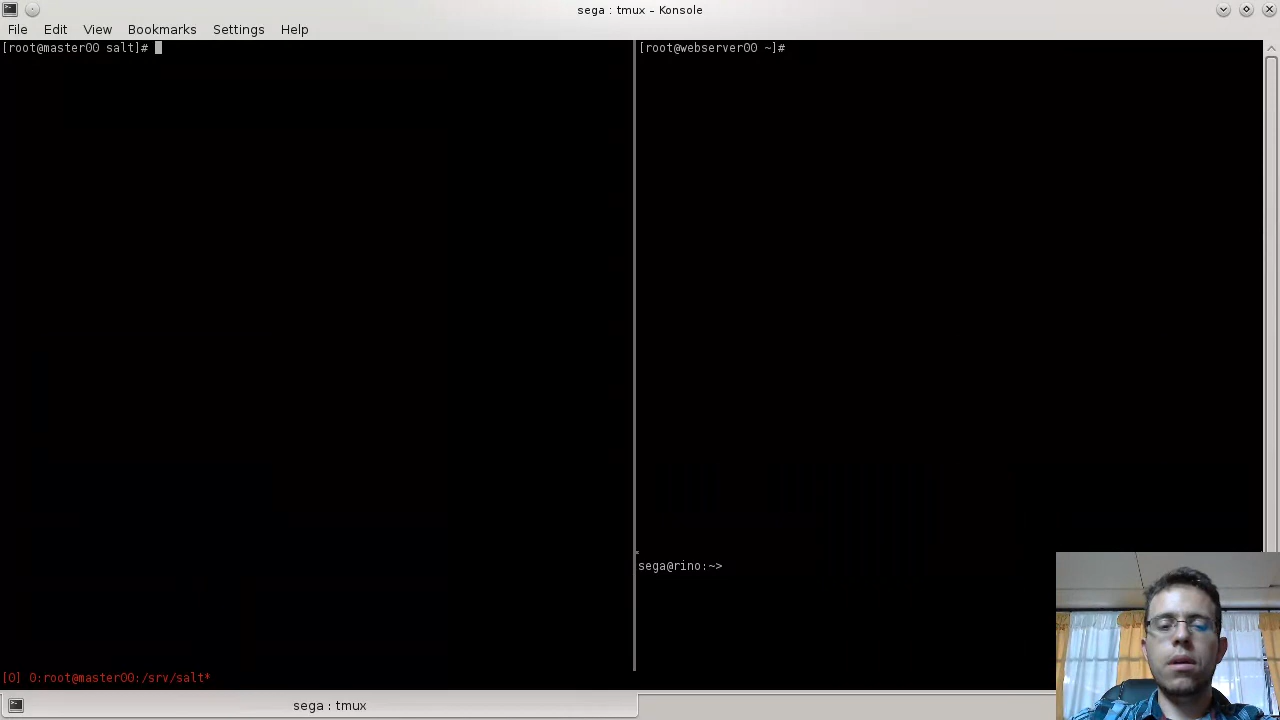 sega : tmux – Konsole
File Edit View Bookmarks Settings Help
[root@master00 salt]#
[root@webserver00 ~]#
sega@rino:~>
[0] 0:root@master00:/srv/salt*
sega : tmux